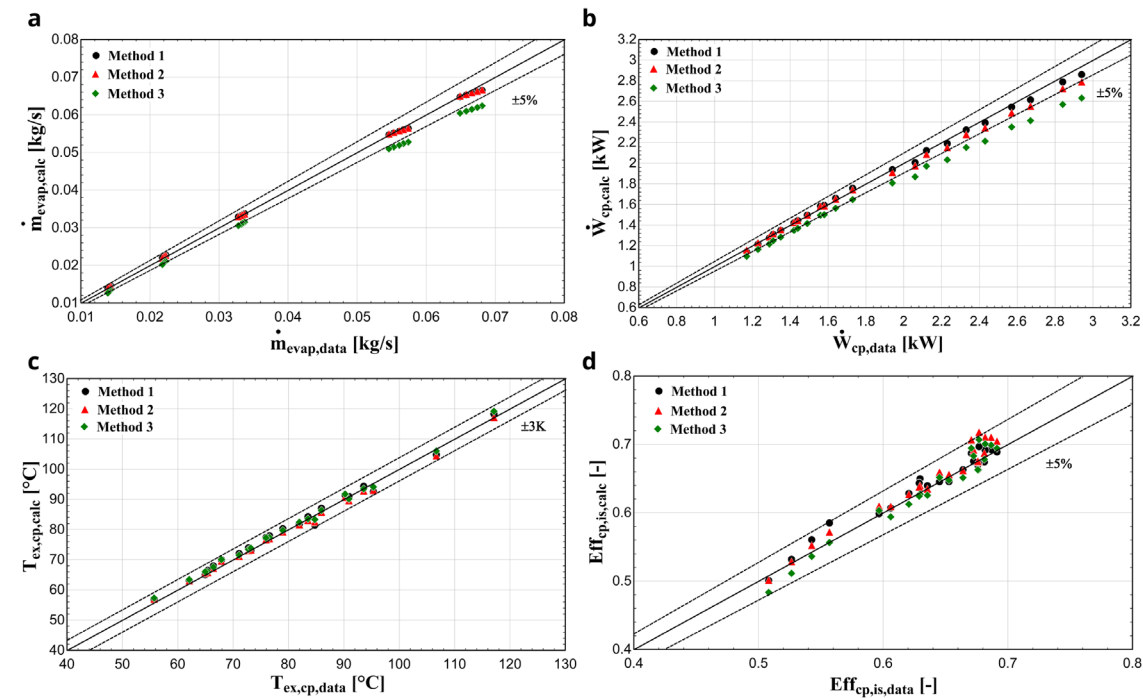 a
0.08
0.07
0.06
0.05
0.04
0.03
0.02
0.01
ṁevap,calc [kg/s]
Method 1
Method 2
Method 3
±5%
0.01 0.02 0.03 0.04 0.05 0.06 0.07 0.08
ṁevap,data [kg/s]
b
3.2
3
2.8
2.6
2.4
2.2
2
1.8
1.6
1.4
1.2
1
0.8
0.6
Ẇcp,calc [kW]
Method 1
Method 2
Method 3
±5%
0.6 0.8 1 1.2 1.4 1.6 1.8 2 2.2 2.4 2.6 2.8 3 3.2
Ẇcp,data [kW]
c
130
120
110
100
90
80
70
60
50
40
Tex,cp,calc [°C]
Method 1
Method 2
Method 3
±3K
40 50 60 70 80 90 100 110 120 130
Tex,cp,data [°C]
d
0.8
0.7
0.6
0.5
0.4
Effcp,is,calc [-]
Method 1
Method 2
Method 3
±5%
0.4 0.5 0.6 0.7 0.8
Effcp,is,data [-]